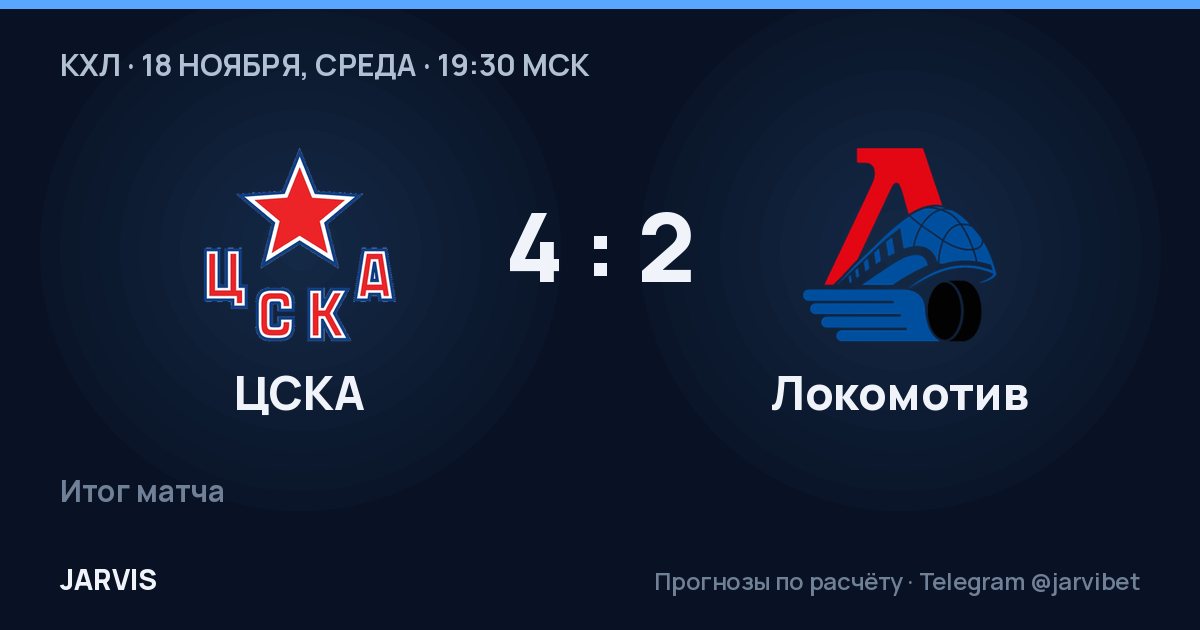 КХЛ · 18 НОЯБРЯ, СРЕДА · 19:30 МСК
ЦСКА
4 : 2
ЦСКА
Локомотив
Итог матча
JARVIS
Прогнозы по расчёту · Telegram @jarvibet